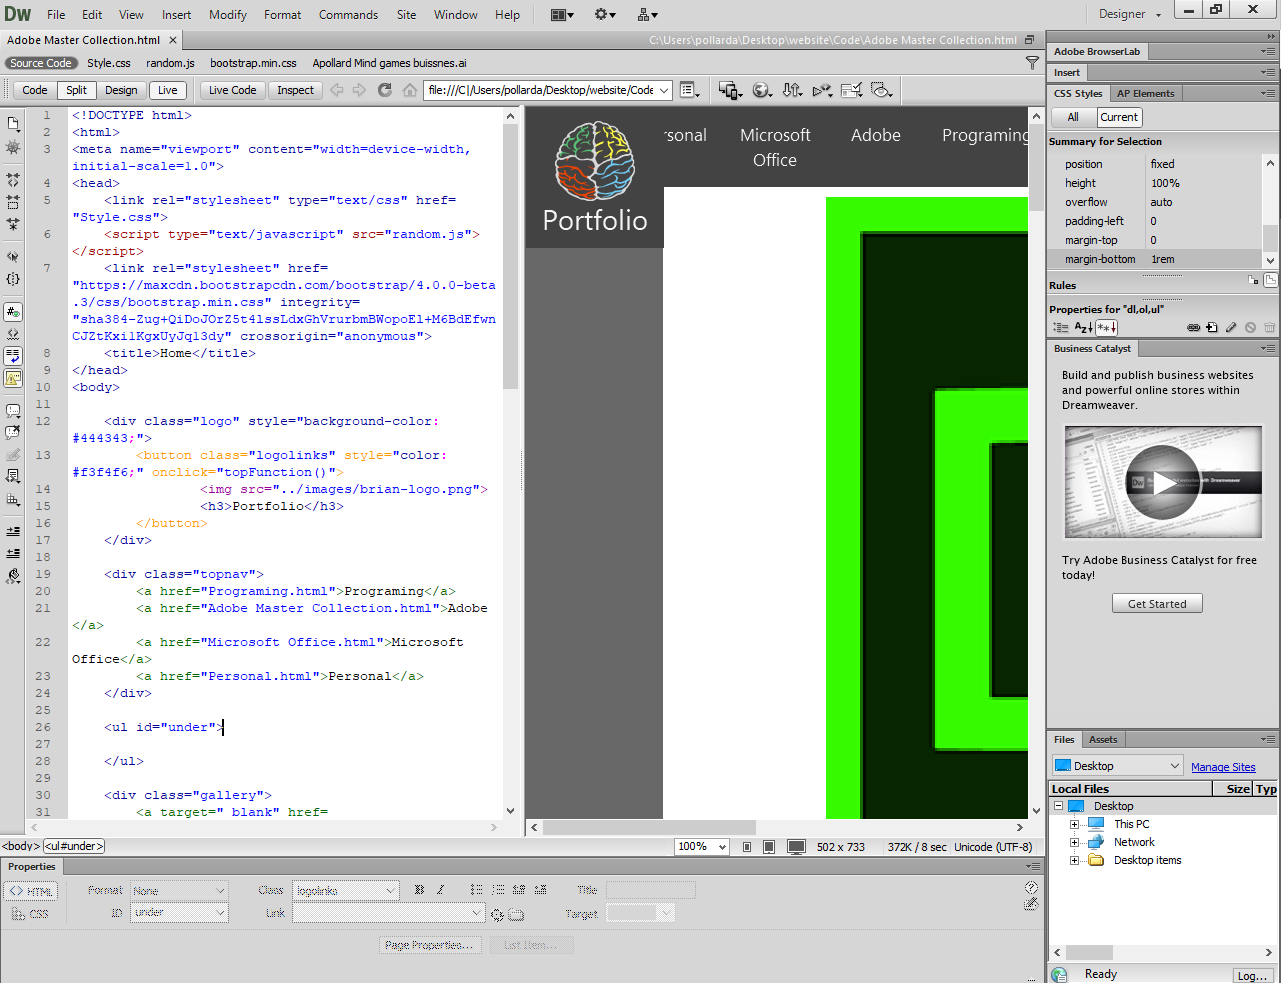 Dw File Edit View Insert Modify Format Commands Site Window Help Designer
Adobe Master Collection.html × C:\Users\pollarda\Desktop\website\Code\Adobe Master Collection.html
Source Code Style.css random.js bootstrap.min.css Apollard Mind games buissnes.ai
Code Split Design Live Live Code Inspect file:///C|/Users/pollarda/Desktop/website/Code
1 <!DOCTYPE html>
2 <html>
3 <meta name="viewport" content="width=device-width,
initial-scale=1.0">
4 <head>
5 <link rel="stylesheet" type="text/css" href=
"Style.css">
6 <script type="text/javascript" src="random.js">
</script>
7 <link rel="stylesheet" href=
"https://maxcdn.bootstrapcdn.com/bootstrap/4.0.0-beta
.3/css/bootstrap.min.css" integrity=
"sha384-Zug+QiDoJOrZ5t4lssLdxGhVrurbmBWopoEl+M6BdEfwn
CJZtKxi1KgxUyJq13dy" crossorigin="anonymous">
8 <title>Home</title>
9 </head>
10 <body>
11
12 <div class="logo" style="background-color:
#444343;">
13 <button class="logolinks" style="color:
#f3f4f6;" onclick="topFunction()">
14 <img src="../images/brian-logo.png">
15 <h3>Portfolio</h3>
16 </button>
17 </div>
18
19 <div class="topnav">
20 <a href="Programing.html">Programing</a>
21 <a href="Adobe Master Collection.html">Adobe
</a>
22 <a href="Microsoft Office.html">Microsoft
Office</a>
23 <a href="Personal.html">Personal</a>
24 </div>
25
26 <ul id="under">
27
28 </ul>
29
30 <div class="gallery">
31 <a target="_blank" href=
rsonal Microsoft Office Adobe Programing
Portfolio
<body> <ul#under> 100% 502 x 733 372K / 8 sec Unicode (UTF-8)
Properties
<> HTML Format None Class logolinks B I Title
CSS ID under Link Target
Page Properties... List Item...
Adobe BrowserLab
Insert
CSS Styles AP Elements
All Current
Summary for Selection
position fixed
height 100%
overflow auto
padding-left 0
margin-top 0
margin-bottom 1rem
Rules
Properties for "dl,ol,ul"
Az
Business Catalyst
Build and publish business websites
and powerful online stores within
Dreamweaver.
Dw
Try Adobe Business Catalyst for free
today!
Get Started
Files Assets
Desktop Manage Sites
Local Files Size Typ
Desktop
This PC
Network
Desktop items
Ready Log...